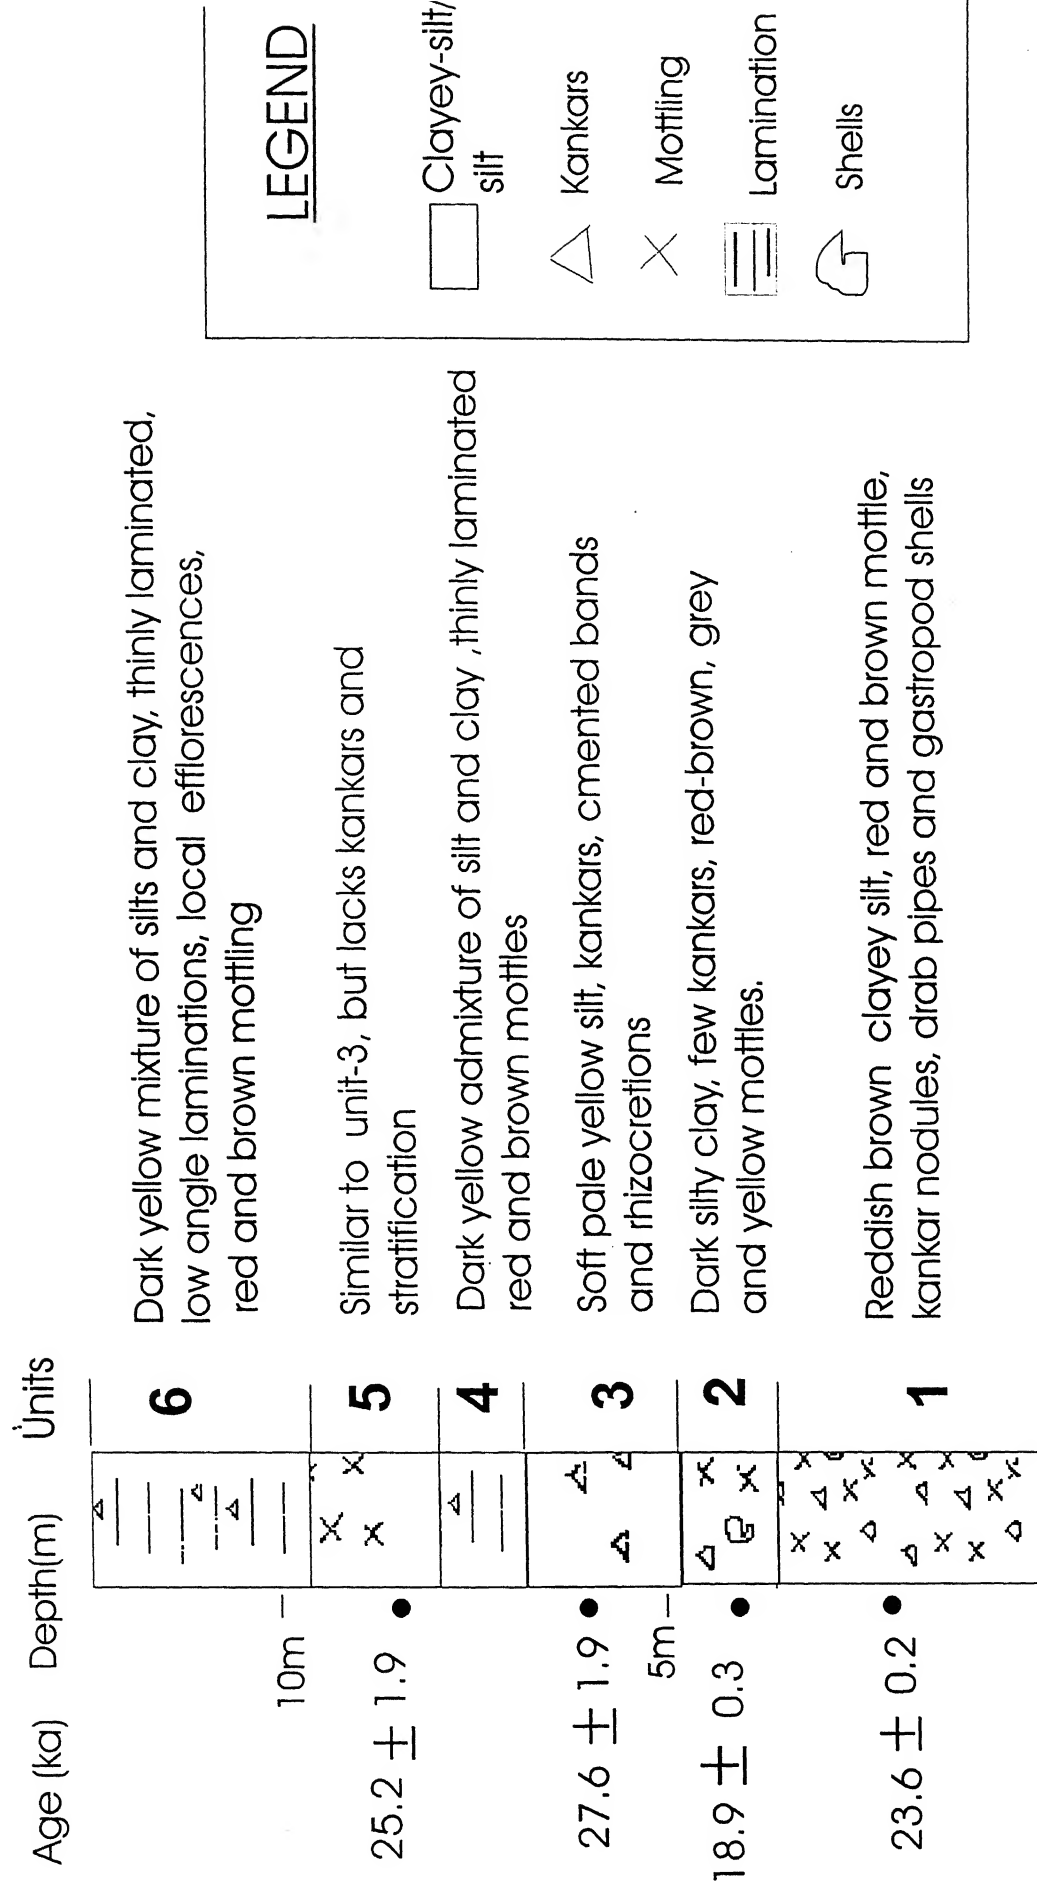 Age (ka) Depth(m) Units
6
Dark yellow mixture of silts and clay, thinly laminated,
low angle laminations, local efflorescences,
red and brown mottling
10m
25.2 ± 1.9
5
Similar to unit-3, but lacks kankars and
stratification
4
Dark yellow admixture of silt and clay ,thinly laminated
red and brown mottles
27.6 ± 1.9
3
Soft pale yellow silt, kankars, cmented bands
and rhizocretions
5m
18.9 ± 0.3
2
Dark silty clay, few kankars, red-brown, grey
and yellow mottles.
23.6 ± 0.2
1
Reddish brown clayey silt, red and brown mottle,
kankar nodules, drab pipes and gastropod shells
LEGEND
Clayey-silt/
silt
Kankars
Mottling
Lamination
Shells